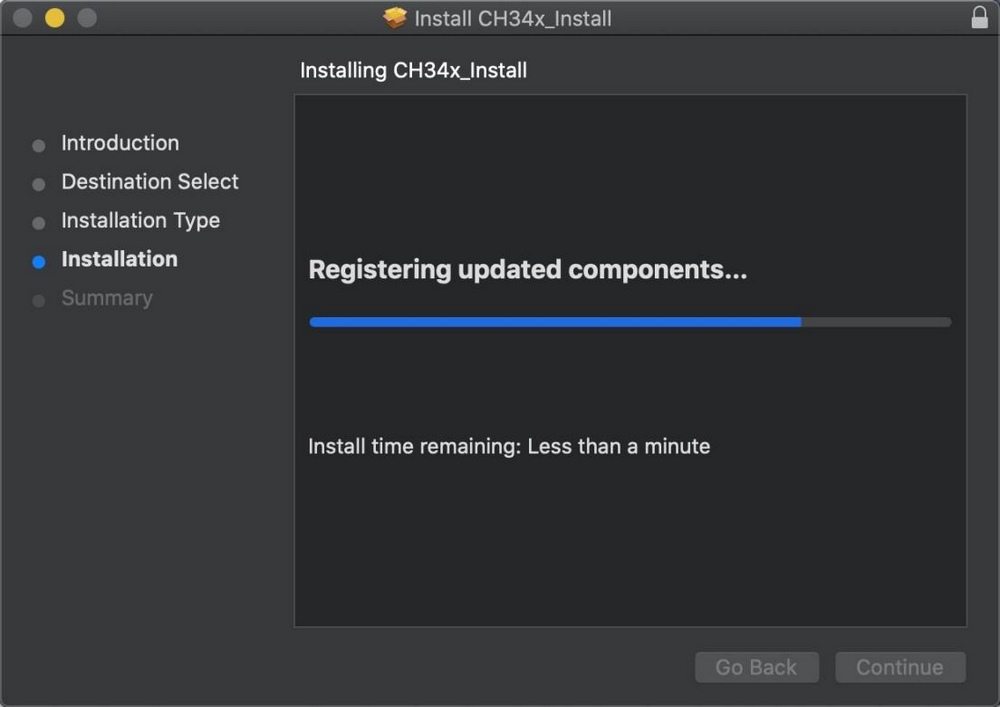 Install CH34x_Install
Installing CH34x_Install
Introduction
Destination Select
Installation Type
Installation
Summary
Registering updated components...
Install time remaining: Less than a minute
Go Back
Continue